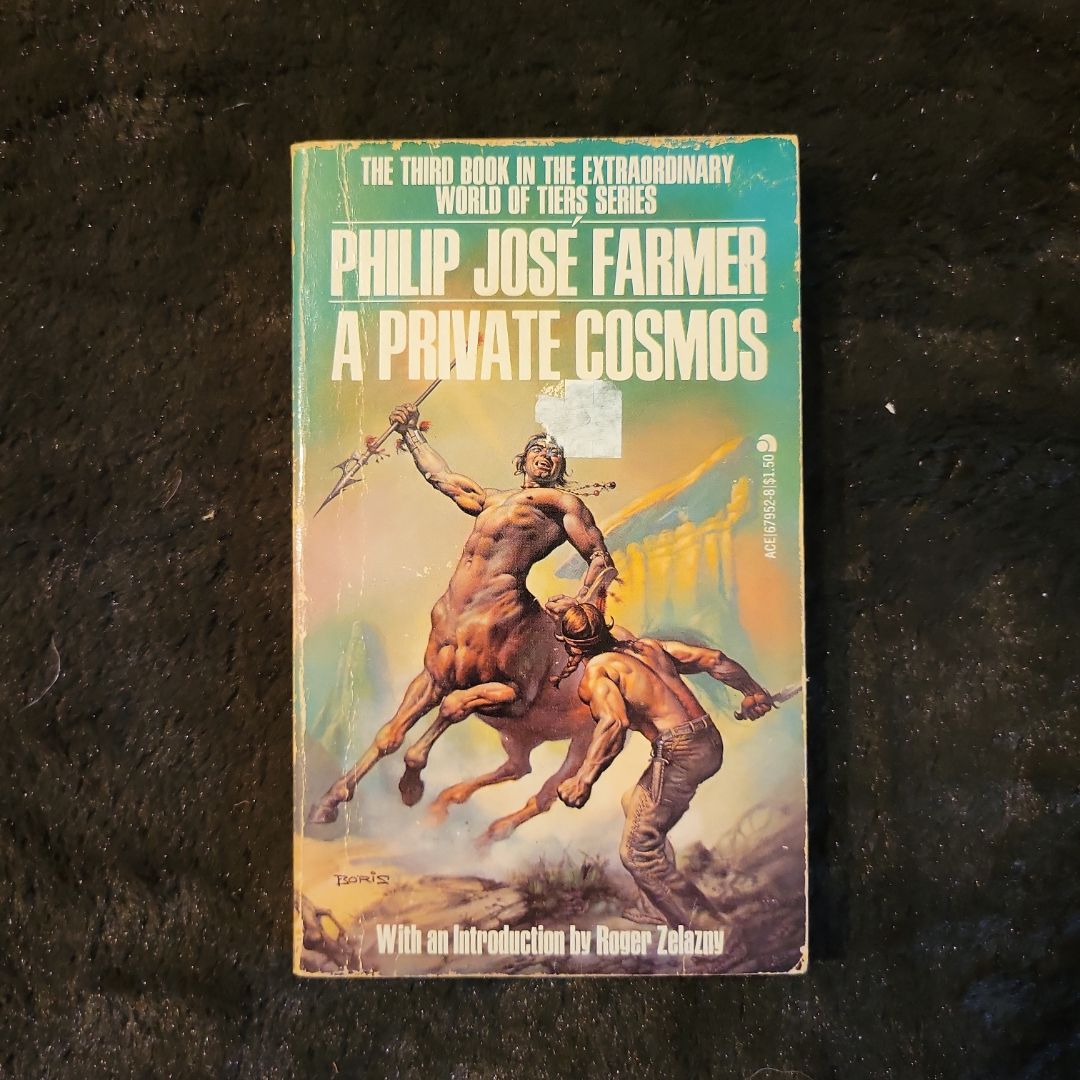 THE THIRD BOOK IN THE EXTRAORDINARY
WORLD OF TIERS SERIES
PHILIP JOSÉ FARMER
A PRIVATE COSMOS
ACE|67952-8|$1.50
BORIS
With an Introduction by Roger Zelazny